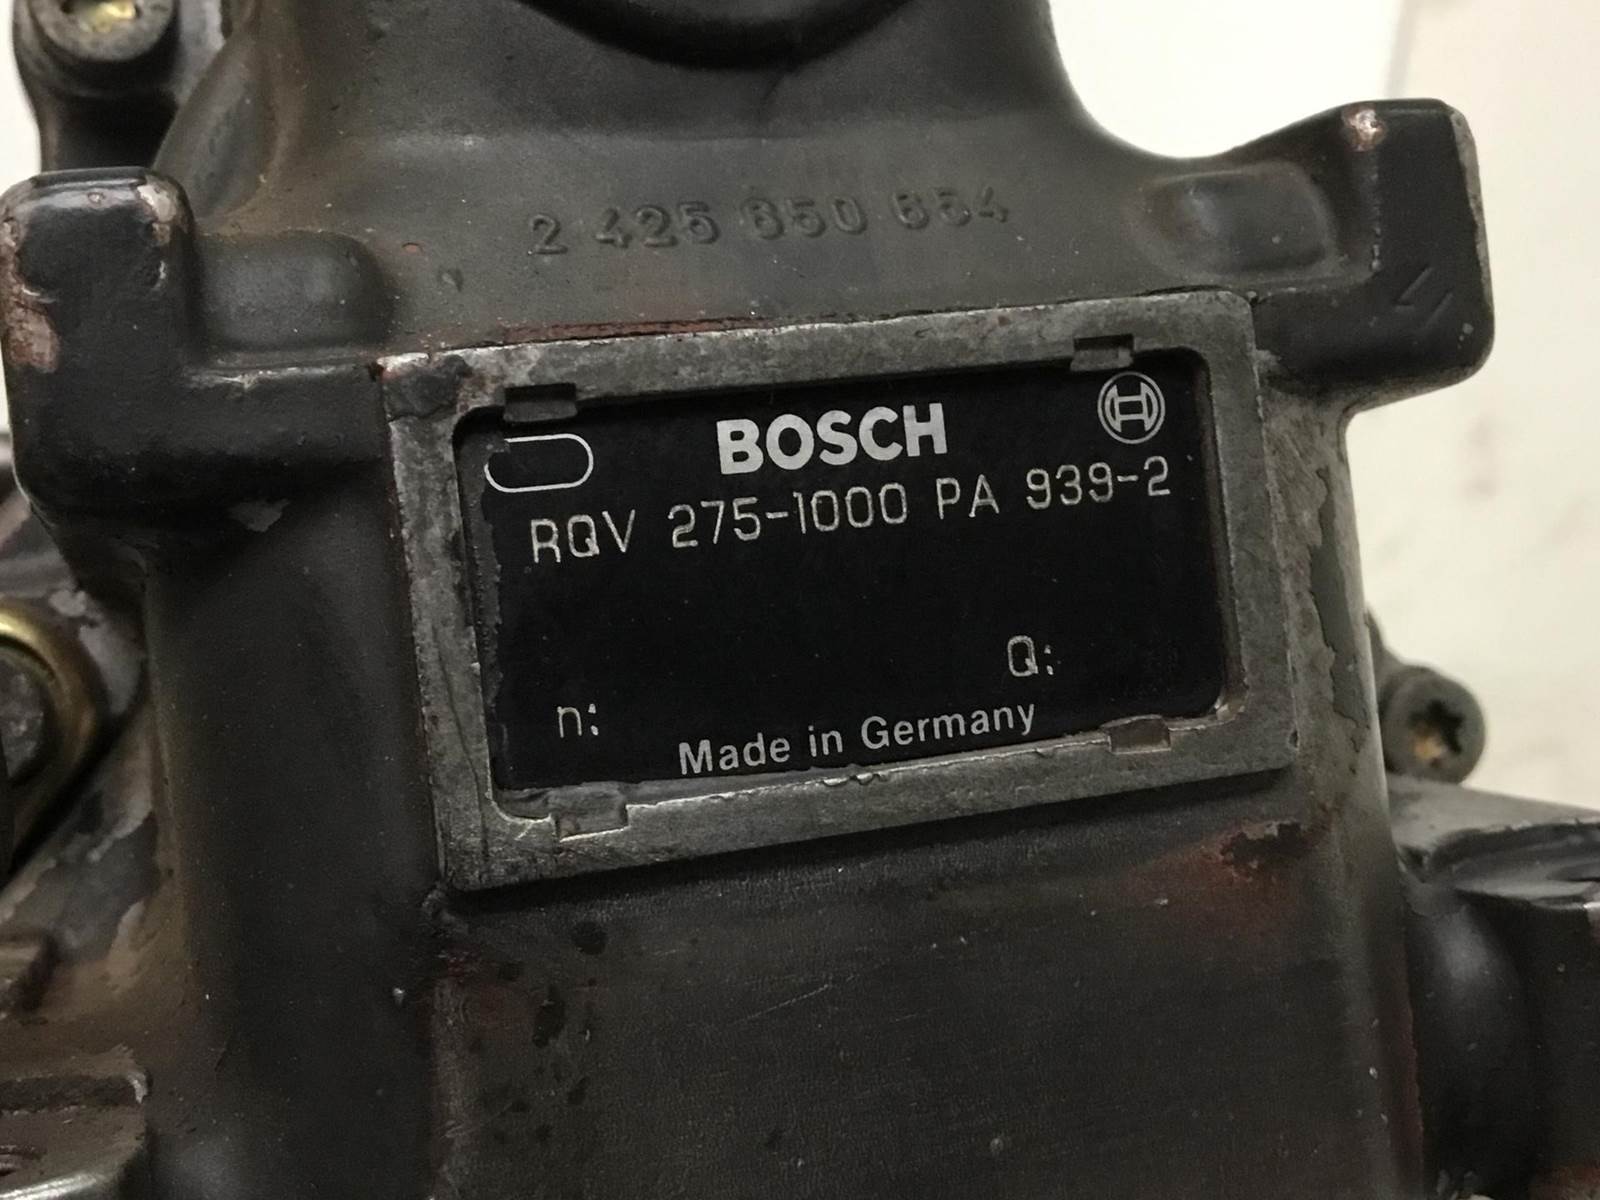 2 425 650 654
BOSCH
RQV 275-1000 PA 939-2
Q:
n:
Made in Germany